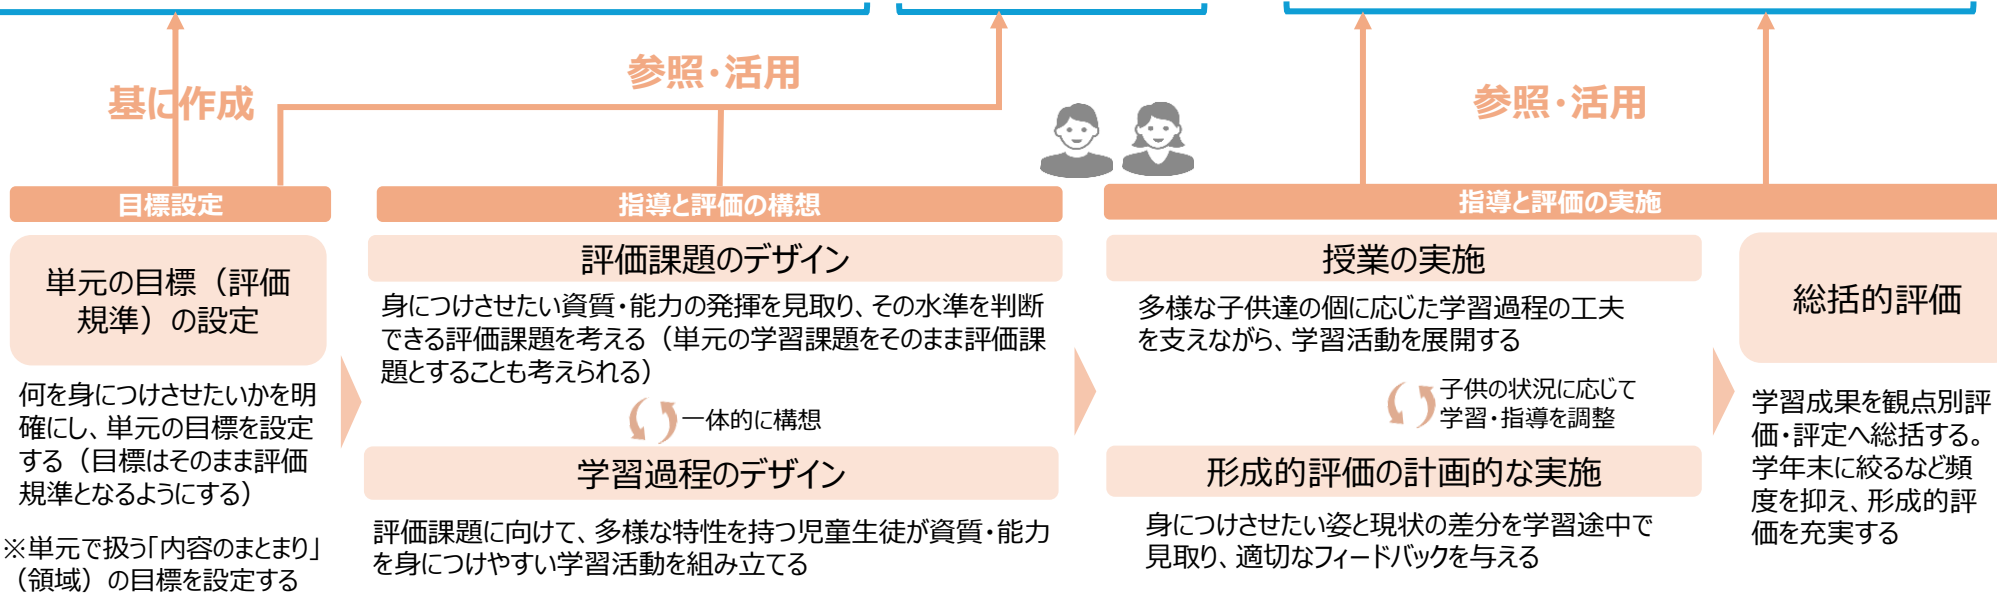 基に作成
参照・活用
参照・活用
目標設定
単元の目標（評価
規準）の設定
何を身につけさせたいかを明
確にし、単元の目標を設定
する（目標はそのまま評価
規準となるようにする）
※単元で扱う「内容のまとまり」
（領域）の目標を設定する
指導と評価の構想
評価課題のデザイン
身につけさせたい資質・能力の発揮を見取り、その水準を判断
できる評価課題を考える（単元の学習課題をそのまま評価課
題とすることも考えられる）
一体的に構想
学習過程のデザイン
評価課題に向けて、多様な特性を持つ児童生徒が資質・能力
を身につけやすい学習活動を組み立てる
指導と評価の実施
授業の実施
多様な子供達の個に応じた学習過程の工夫
を支えながら、学習活動を展開する
子供の状況に応じて
学習・指導を調整
形成的評価の計画的な実施
身につけさせたい姿と現状の差分を学習途中で
見取り、適切なフィードバックを与える
総括的評価
学習成果を観点別評
価・評定へ総括する。
学年末に絞るなど頻
度を抑え、形成的評
価を充実する